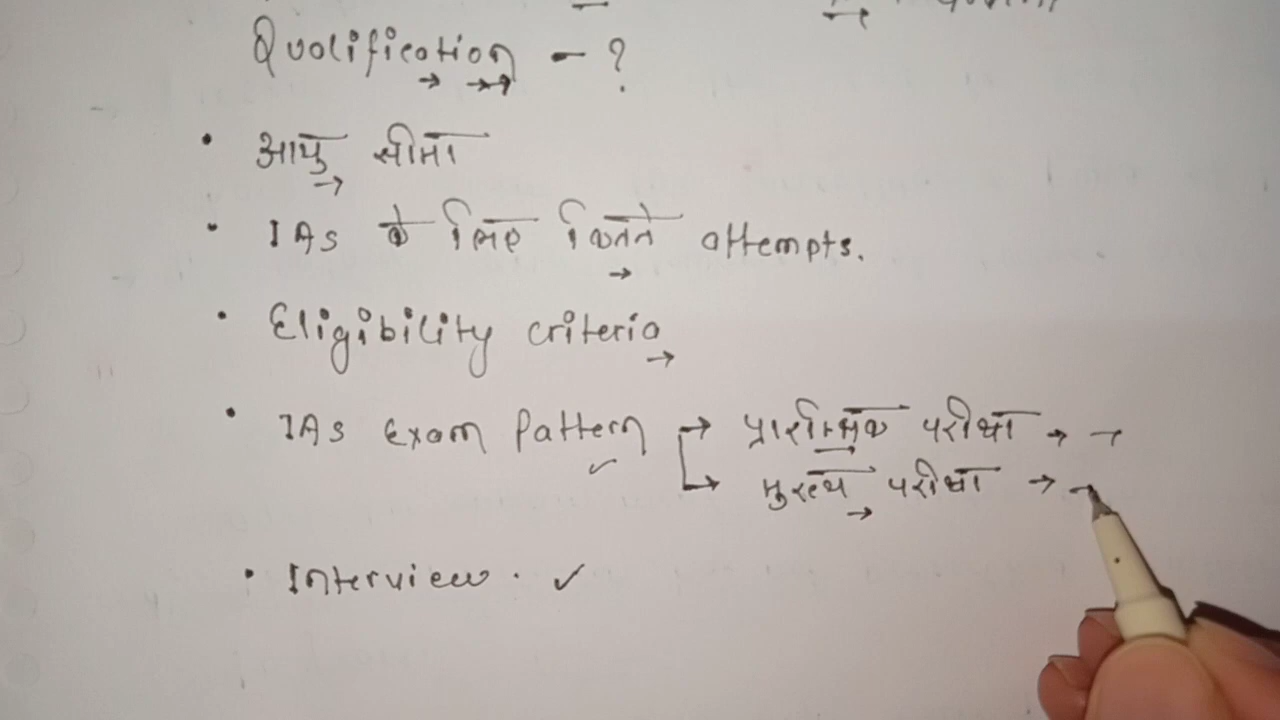 Qualification - ?
• आयु सीमा
• IAS के लिए कितने attempts.
• Eligibility criteria
• IAS Exam Pattern → प्रारम्भिक परीक्षा →
→ मुख्य परीक्षा →
• Interview. ✓